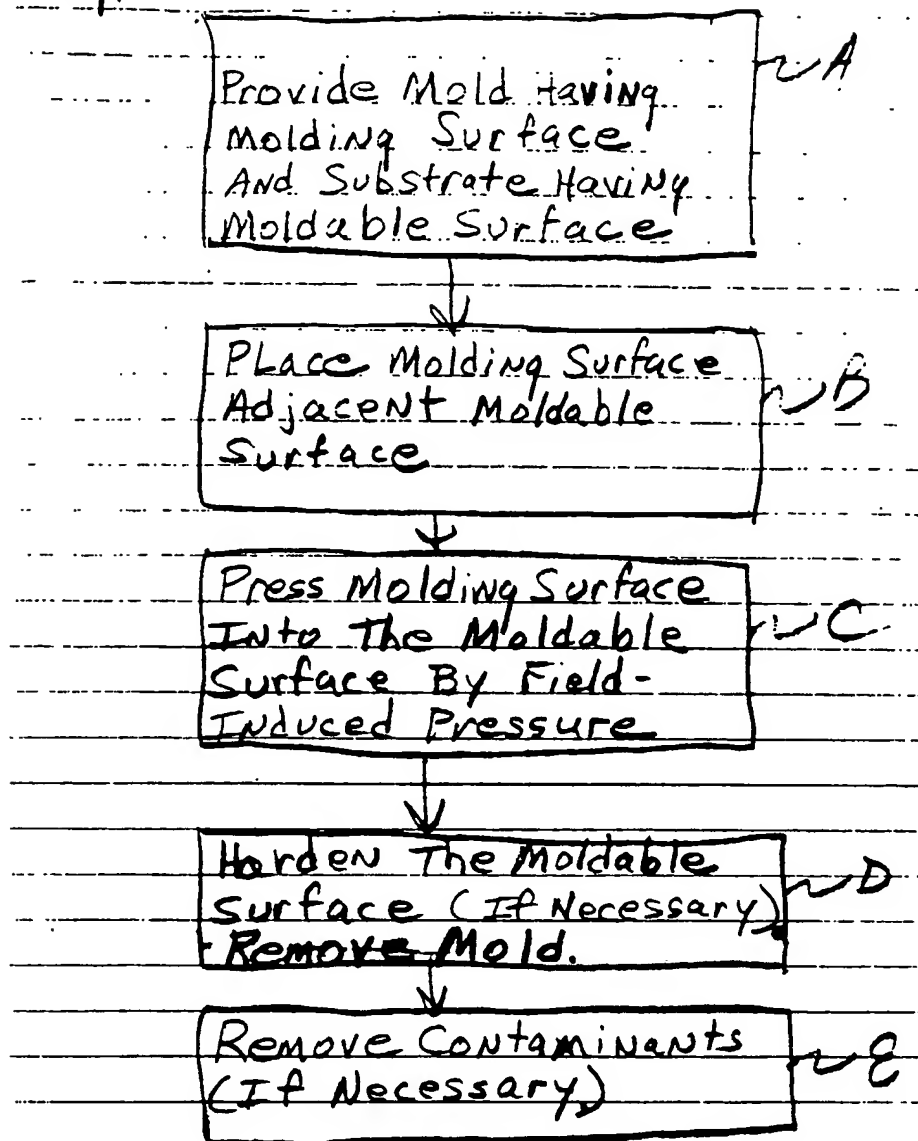 Provide Mold Having
Molding Surface
And Substrate Having
Moldable Surface
A
Place Molding Surface
Adjacent Moldable
Surface
B
Press Molding Surface
Into The Moldable
Surface By Field-
Induced Pressure
C
Harden The Moldable
Surface (If Necessary).
Remove Mold.
D
Remove Contaminants
(If Necessary)
E